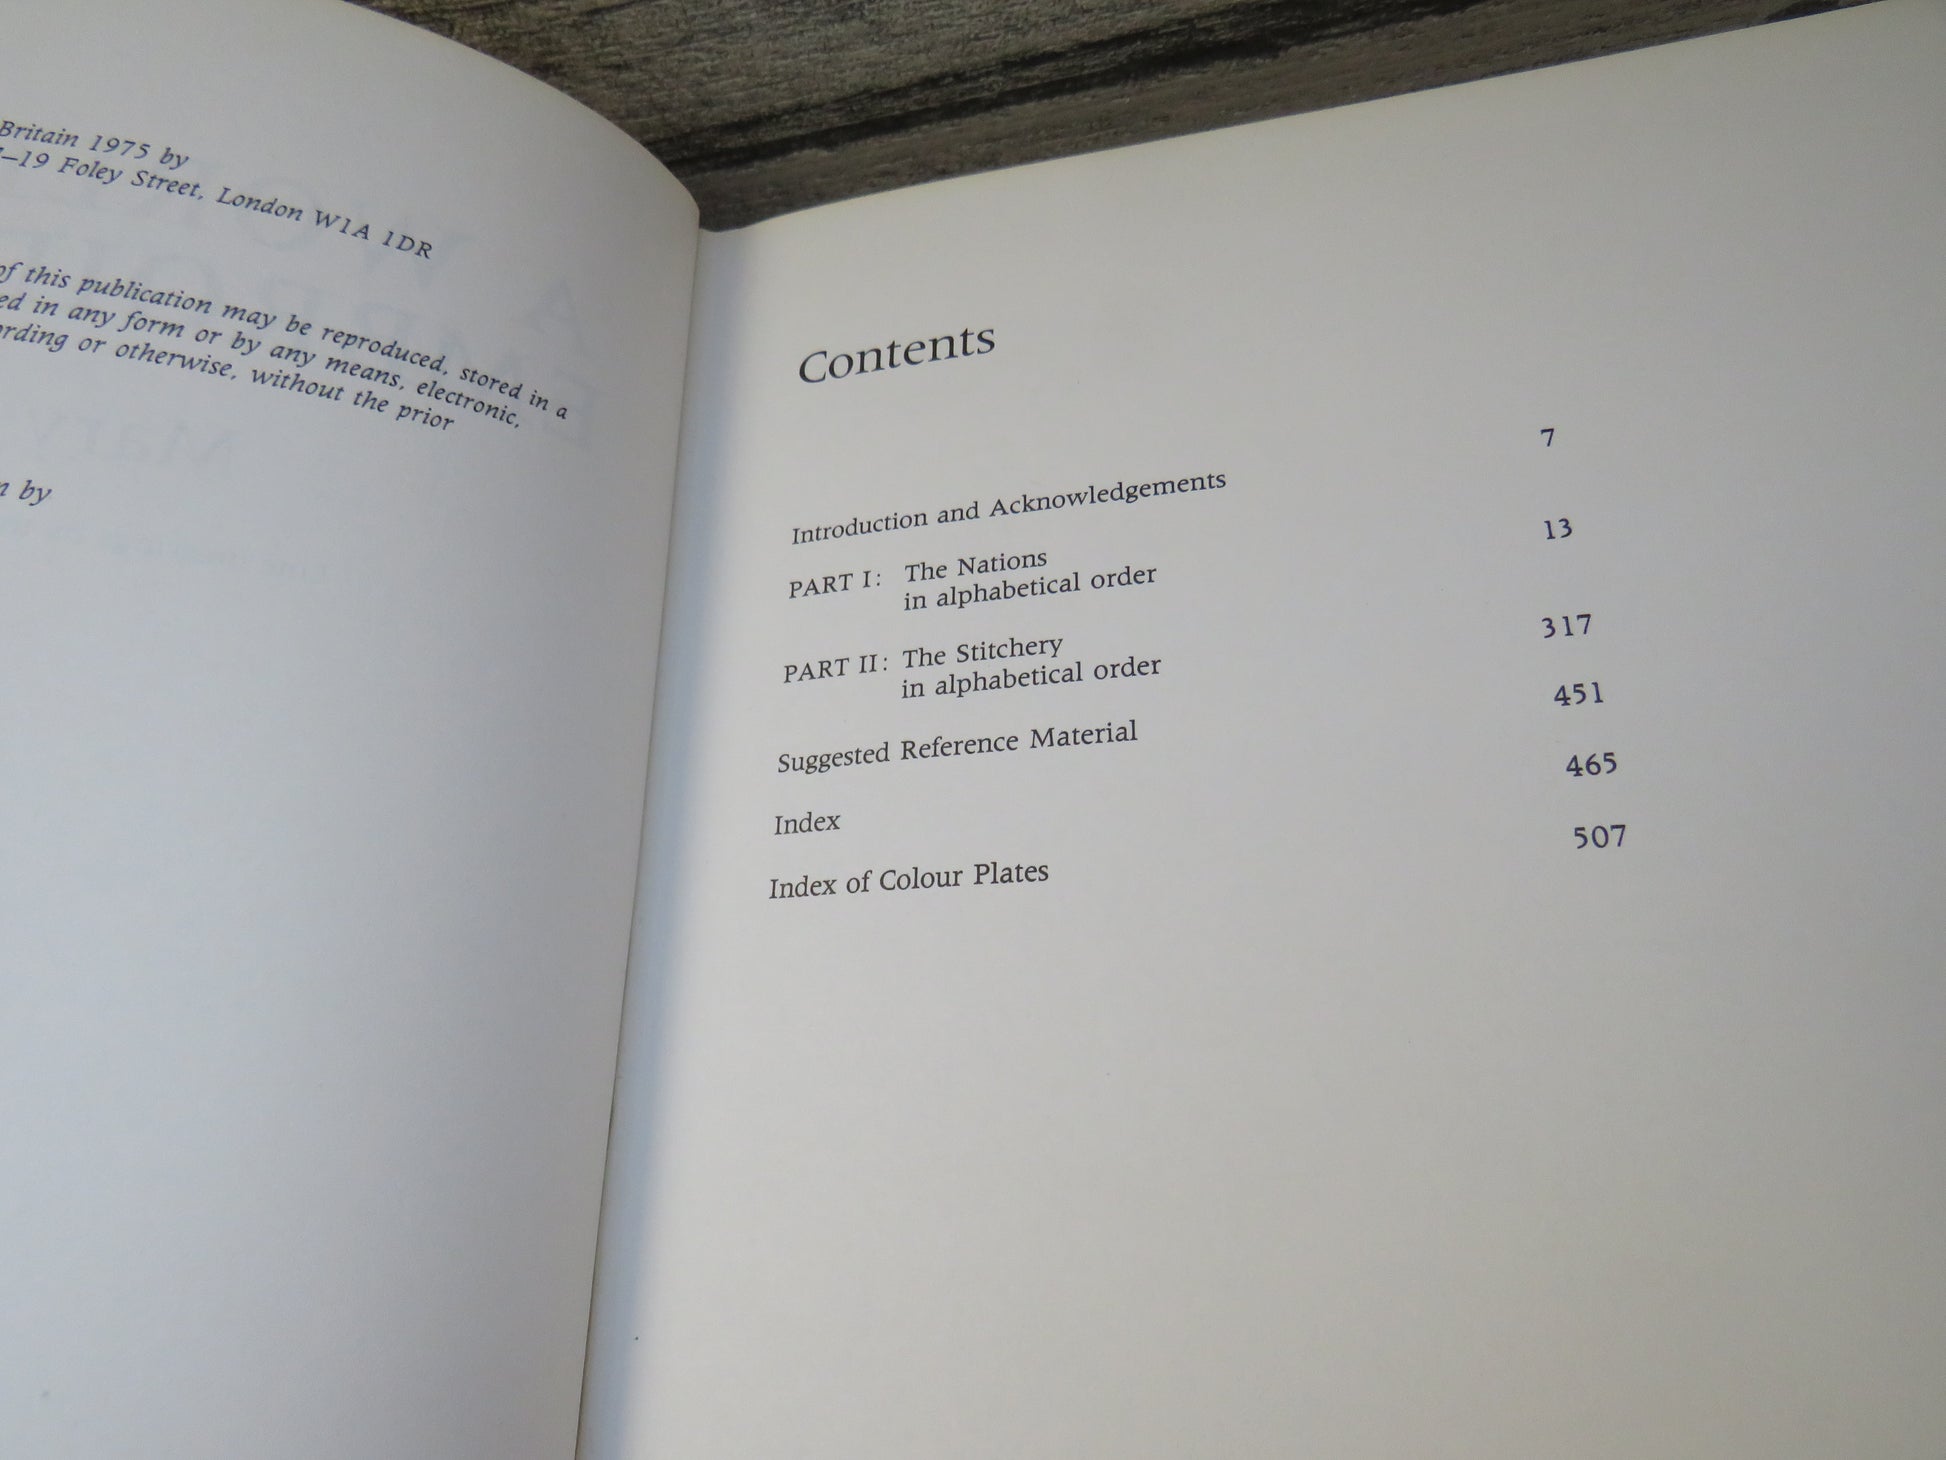 Britain 1975 by
–19 Foley Street, London W1A 1DR
of this publication may be reproduced, stored in a
in any form or by any means, electronic,
or otherwise, without the prior
by
Contents
Introduction and Acknowledgements 7
PART I: The Nations
in alphabetical order 13
PART II: The Stitchery
in alphabetical order 317
Suggested Reference Material 451
Index 465
Index of Colour Plates 507